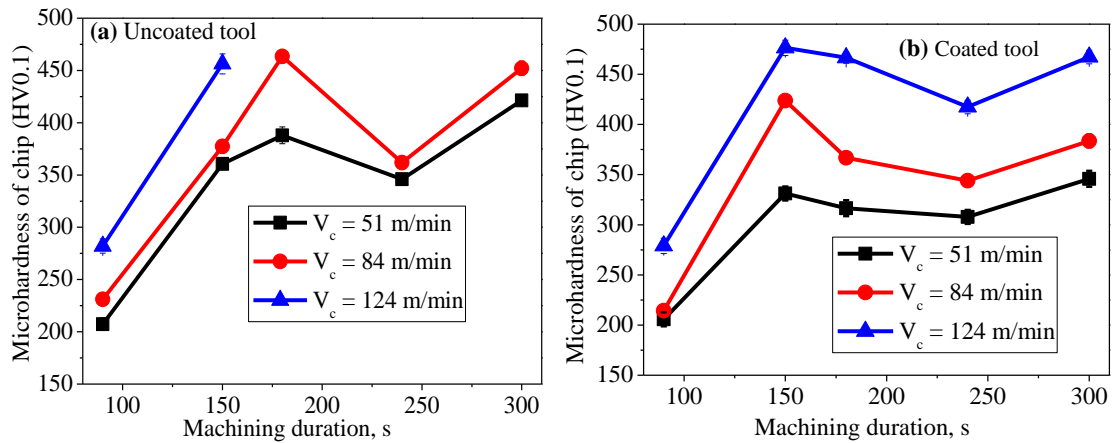 (a) Uncoated tool
Microhardness of chip (HV0.1)
500
450
400
350
300
250
200
150
100 150 200 250 300
Machining duration, s
V_c = 51 m/min
V_c = 84 m/min
V_c = 124 m/min
(b) Coated tool
Microhardness of chip (HV0.1)
500
450
400
350
300
250
200
150
100 150 200 250 300
Machining duration, s
V_c = 51 m/min
V_c = 84 m/min
V_c = 124 m/min